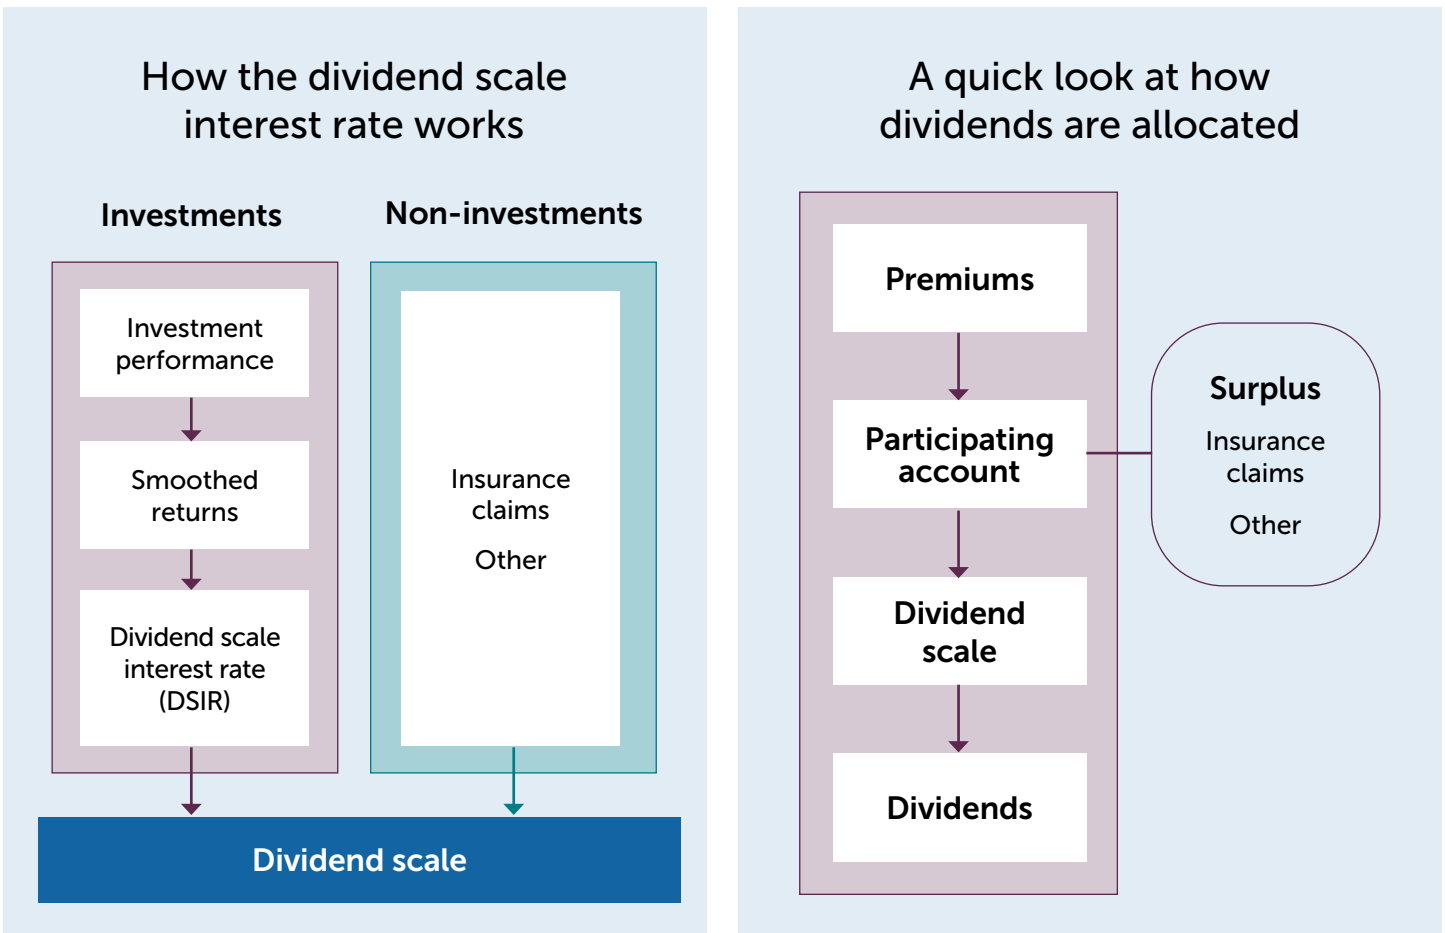 How the dividend scale
interest rate works
Investments
Investment
performance
Smoothed
returns
Dividend scale
interest rate
(DSIR)
Non-investments
Insurance
claims
Other
Dividend scale
A quick look at how
dividends are allocated
Premiums
Participating
account
Surplus
Insurance
claims
Other
Dividend
scale
Dividends